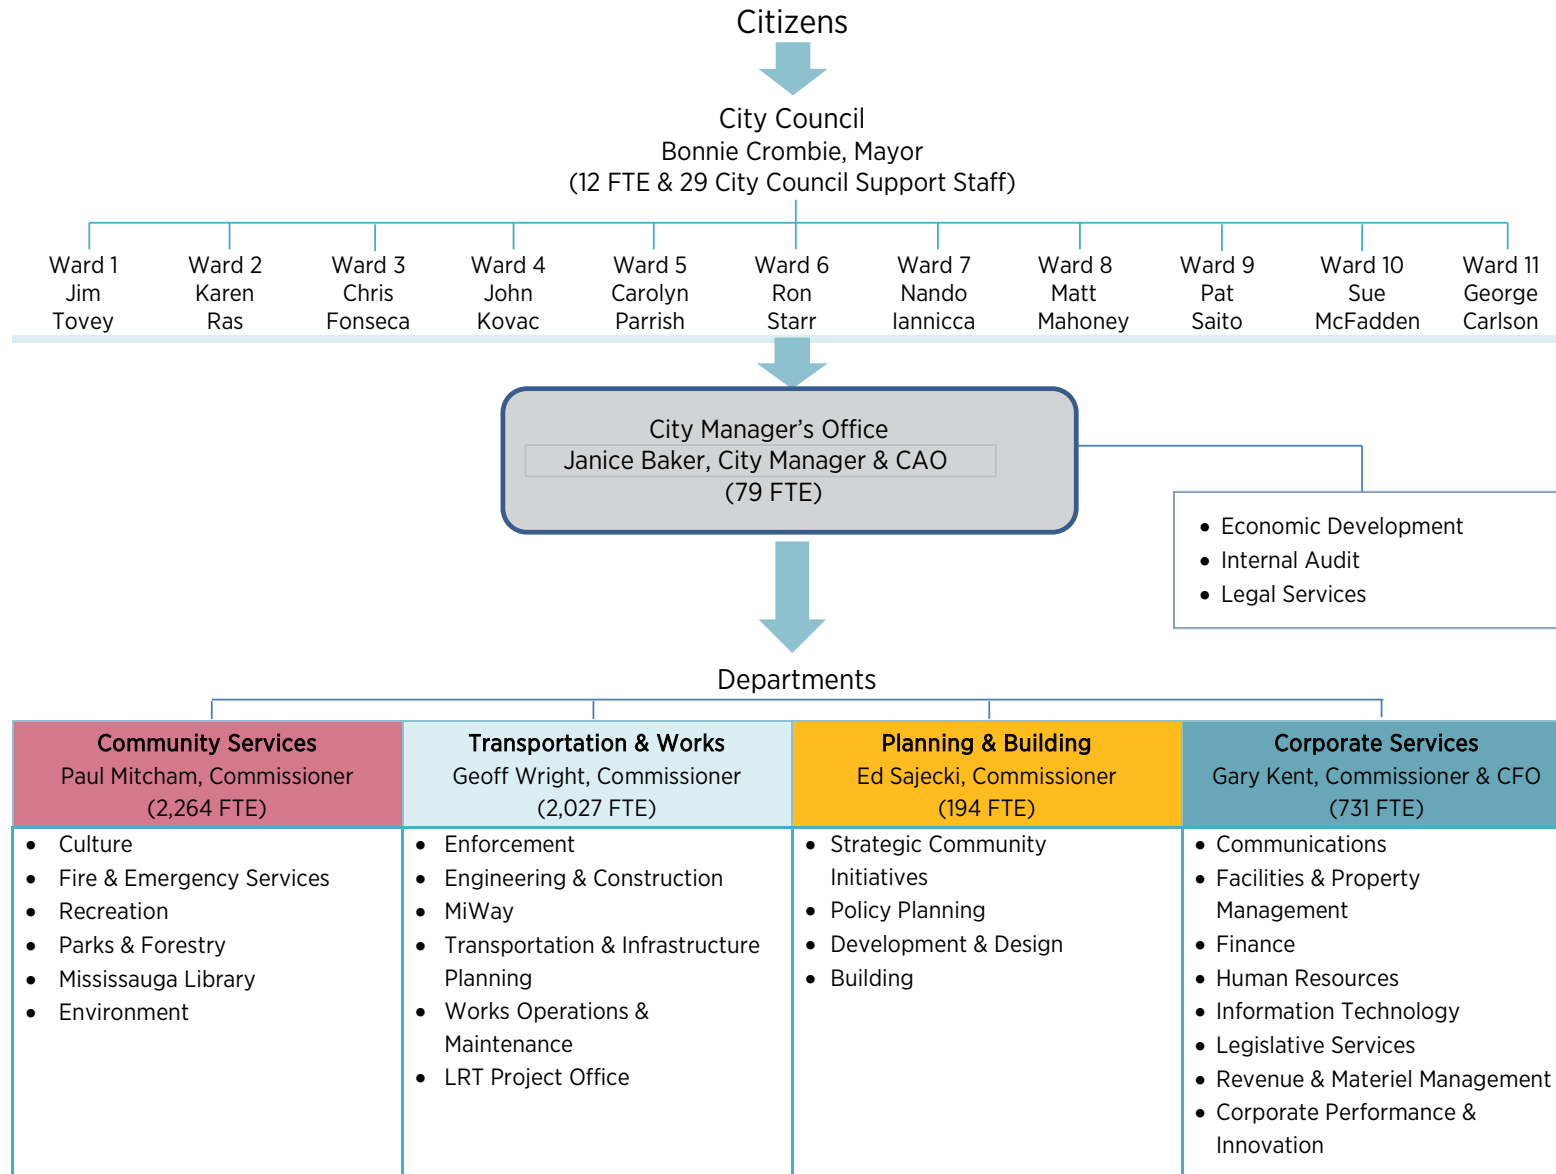 Citizens
City Council
Bonnie Crombie, Mayor
(12 FTE & 29 City Council Support Staff)
Ward 1
Jim
Tovey
Ward 2
Karen
Ras
Ward 3
Chris
Fonseca
Ward 4
John
Kovac
Ward 5
Carolyn
Parrish
Ward 6
Ron
Starr
Ward 7
Nando
Iannicca
Ward 8
Matt
Mahoney
Ward 9
Pat
Saito
Ward 10
Sue
McFadden
Ward 11
George
Carlson
City Manager’s Office
Janice Baker, City Manager & CAO
(79 FTE)
• Economic Development
• Internal Audit
• Legal Services
Departments
Community Services
Paul Mitcham, Commissioner
(2,264 FTE)
• Culture
• Fire & Emergency Services
• Recreation
• Parks & Forestry
• Mississauga Library
• Environment
Transportation & Works
Geoff Wright, Commissioner
(2,027 FTE)
• Enforcement
• Engineering & Construction
• MiWay
• Transportation & Infrastructure
Planning
• Works Operations &
Maintenance
• LRT Project Office
Planning & Building
Ed Sajecki, Commissioner
(194 FTE)
• Strategic Community
Initiatives
• Policy Planning
• Development & Design
• Building
Corporate Services
Gary Kent, Commissioner & CFO
(731 FTE)
• Communications
• Facilities & Property
Management
• Finance
• Human Resources
• Information Technology
• Legislative Services
• Revenue & Materiel Management
• Corporate Performance &
Innovation